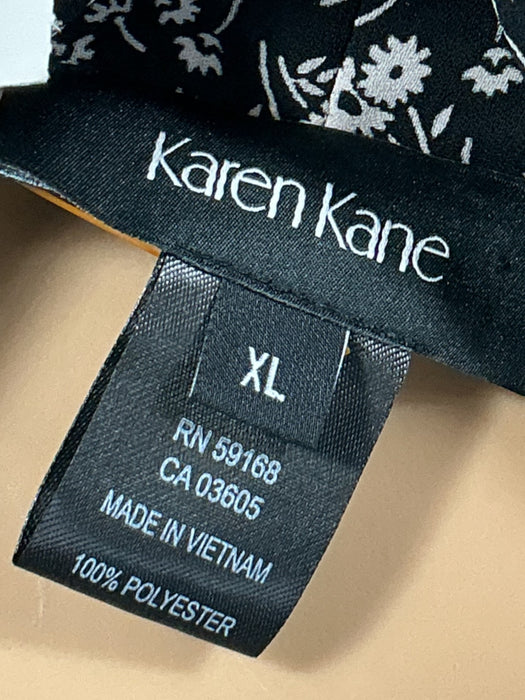 Karen Kane
XL
RN 59168
CA 03605
MADE IN VIETNAM
100% POLYESTER